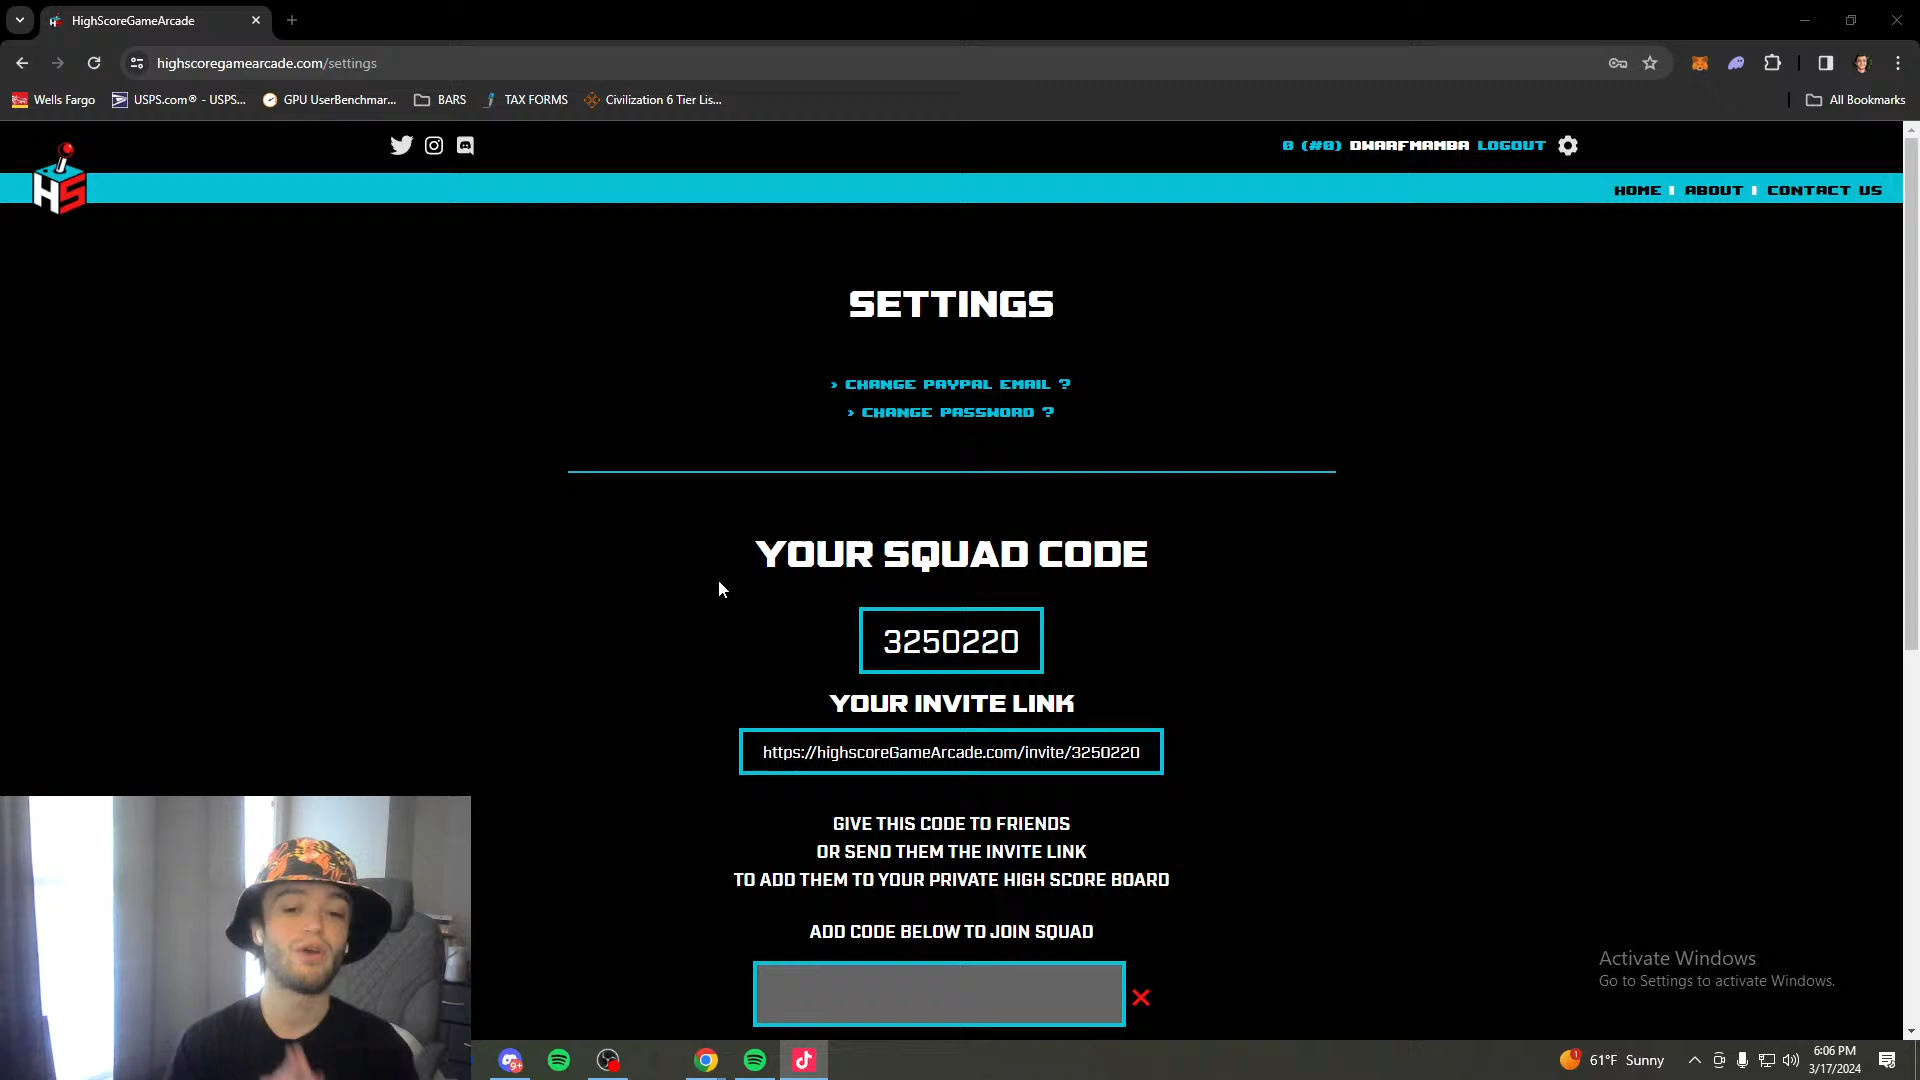 HighScoreGameArcade
highscoregamearcade.com/settings
Wells Fargo
USPS.com® - USPS...
GPU UserBenchmar...
BARS
TAX FORMS
Civilization 6 Tier Lis...
All Bookmarks
0 (#0) DWARFMAMBA LOGOUT
HS
HOME | ABOUT | CONTACT US
SETTINGS
> CHANGE PAYPAL EMAIL ?
> CHANGE PASSWORD ?
YOUR SQUAD CODE
3250220
YOUR INVITE LINK
https://highscoreGameArcade.com/invite/3250220
GIVE THIS CODE TO FRIENDS
OR SEND THEM THE INVITE LINK
TO ADD THEM TO YOUR PRIVATE HIGH SCORE BOARD
ADD CODE BELOW TO JOIN SQUAD
Activate Windows
Go to Settings to activate Windows.
9+
1
61°F Sunny
6:06 PM
3/17/2024